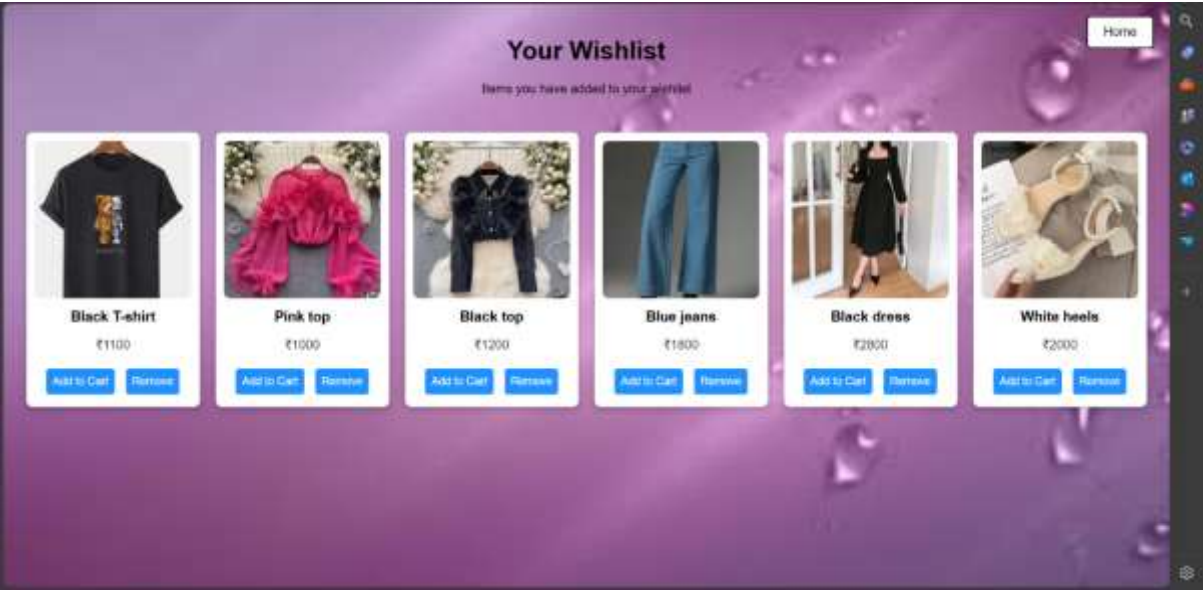 Home
Your Wishlist
Items you have added to your wishlist
Black T-shirt
₹1100
Add to Cart Remove
Pink top
₹1000
Add to Cart Remove
Black top
₹1200
Add to Cart Remove
Blue jeans
₹1800
Add to Cart Remove
Black dress
₹2800
Add to Cart Remove
White heels
₹2000
Add to Cart Remove